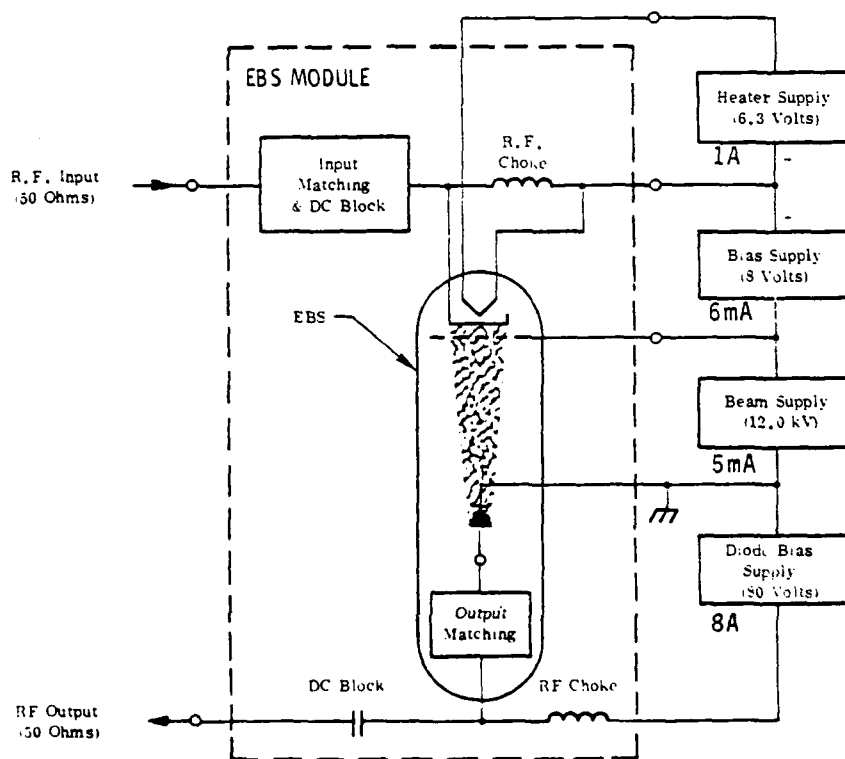 EBS MODULE
Heater Supply
(6.3 Volts)
1A
R.F. Input
(50 Ohms)
Input
Matching
& DC Block
R.F.
Choke
Bias Supply
(8 Volts)
6mA
EBS
Beam Supply
(12.0 kV)
5mA
Diode Bias
Supply
(80 Volts)
8A
Output
Matching
DC Block
RF Choke
RF Output
(50 Ohms)